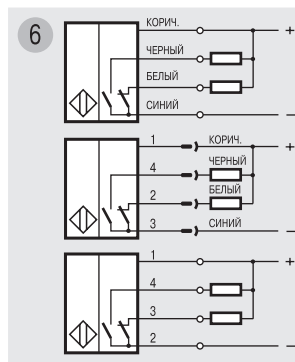 6
КОРИЧ. +
ЧЕРНЫЙ
БЕЛЫЙ
СИНИЙ –
1 КОРИЧ. +
4 ЧЕРНЫЙ
2 БЕЛЫЙ
3 СИНИЙ –
1 +
4
3
2 –